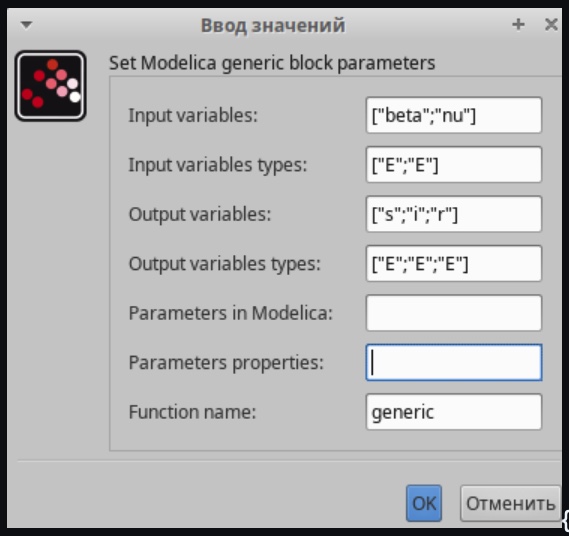 Ввод значений
Set Modelica generic block parameters
Input variables: ["beta";"nu"]
Input variables types: ["E";"E"]
Output variables: ["s";"i";"r"]
Output variables types: ["E";"E";"E"]
Parameters in Modelica:
Parameters properties:
Function name: generic
OK Отменить
{